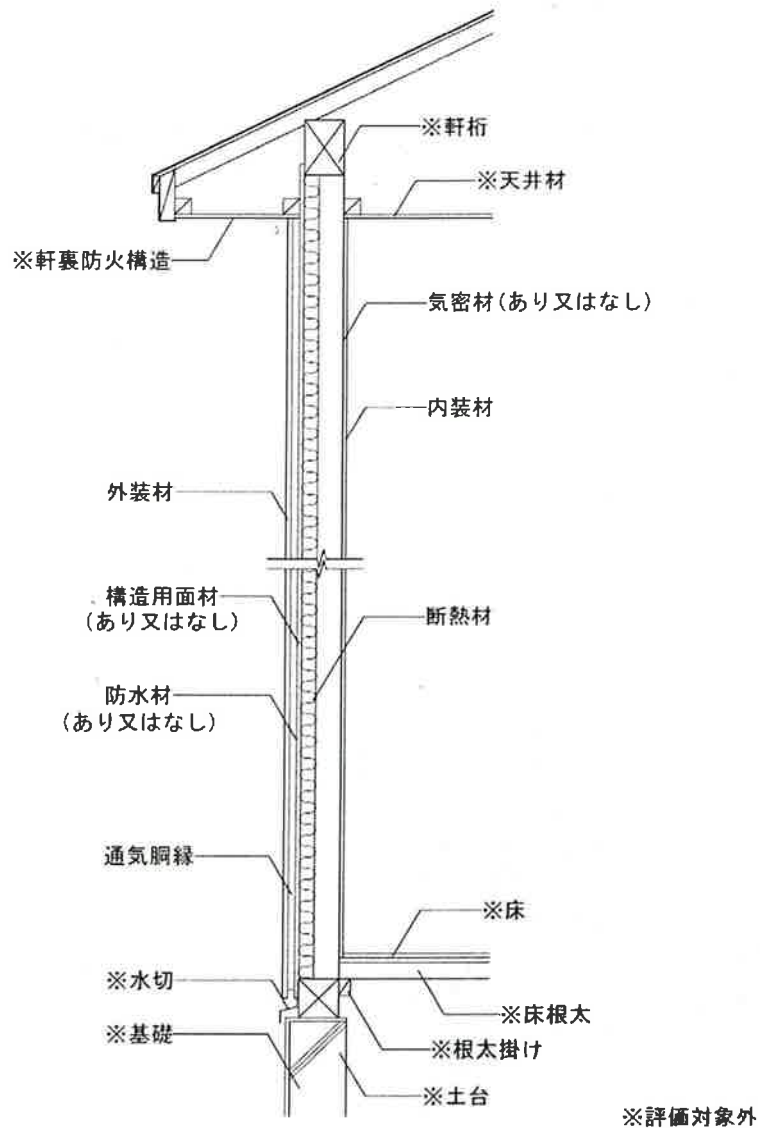 ※軒桁
※天井材
※軒裏防火構造
気密材(あり又はなし)
内装材
外装材
構造用面材
(あり又はなし)
断熱材
防水材
(あり又はなし)
通気胴縁
※床
※水切
※床根太
※基礎
※根太掛け
※土台
※評価対象外